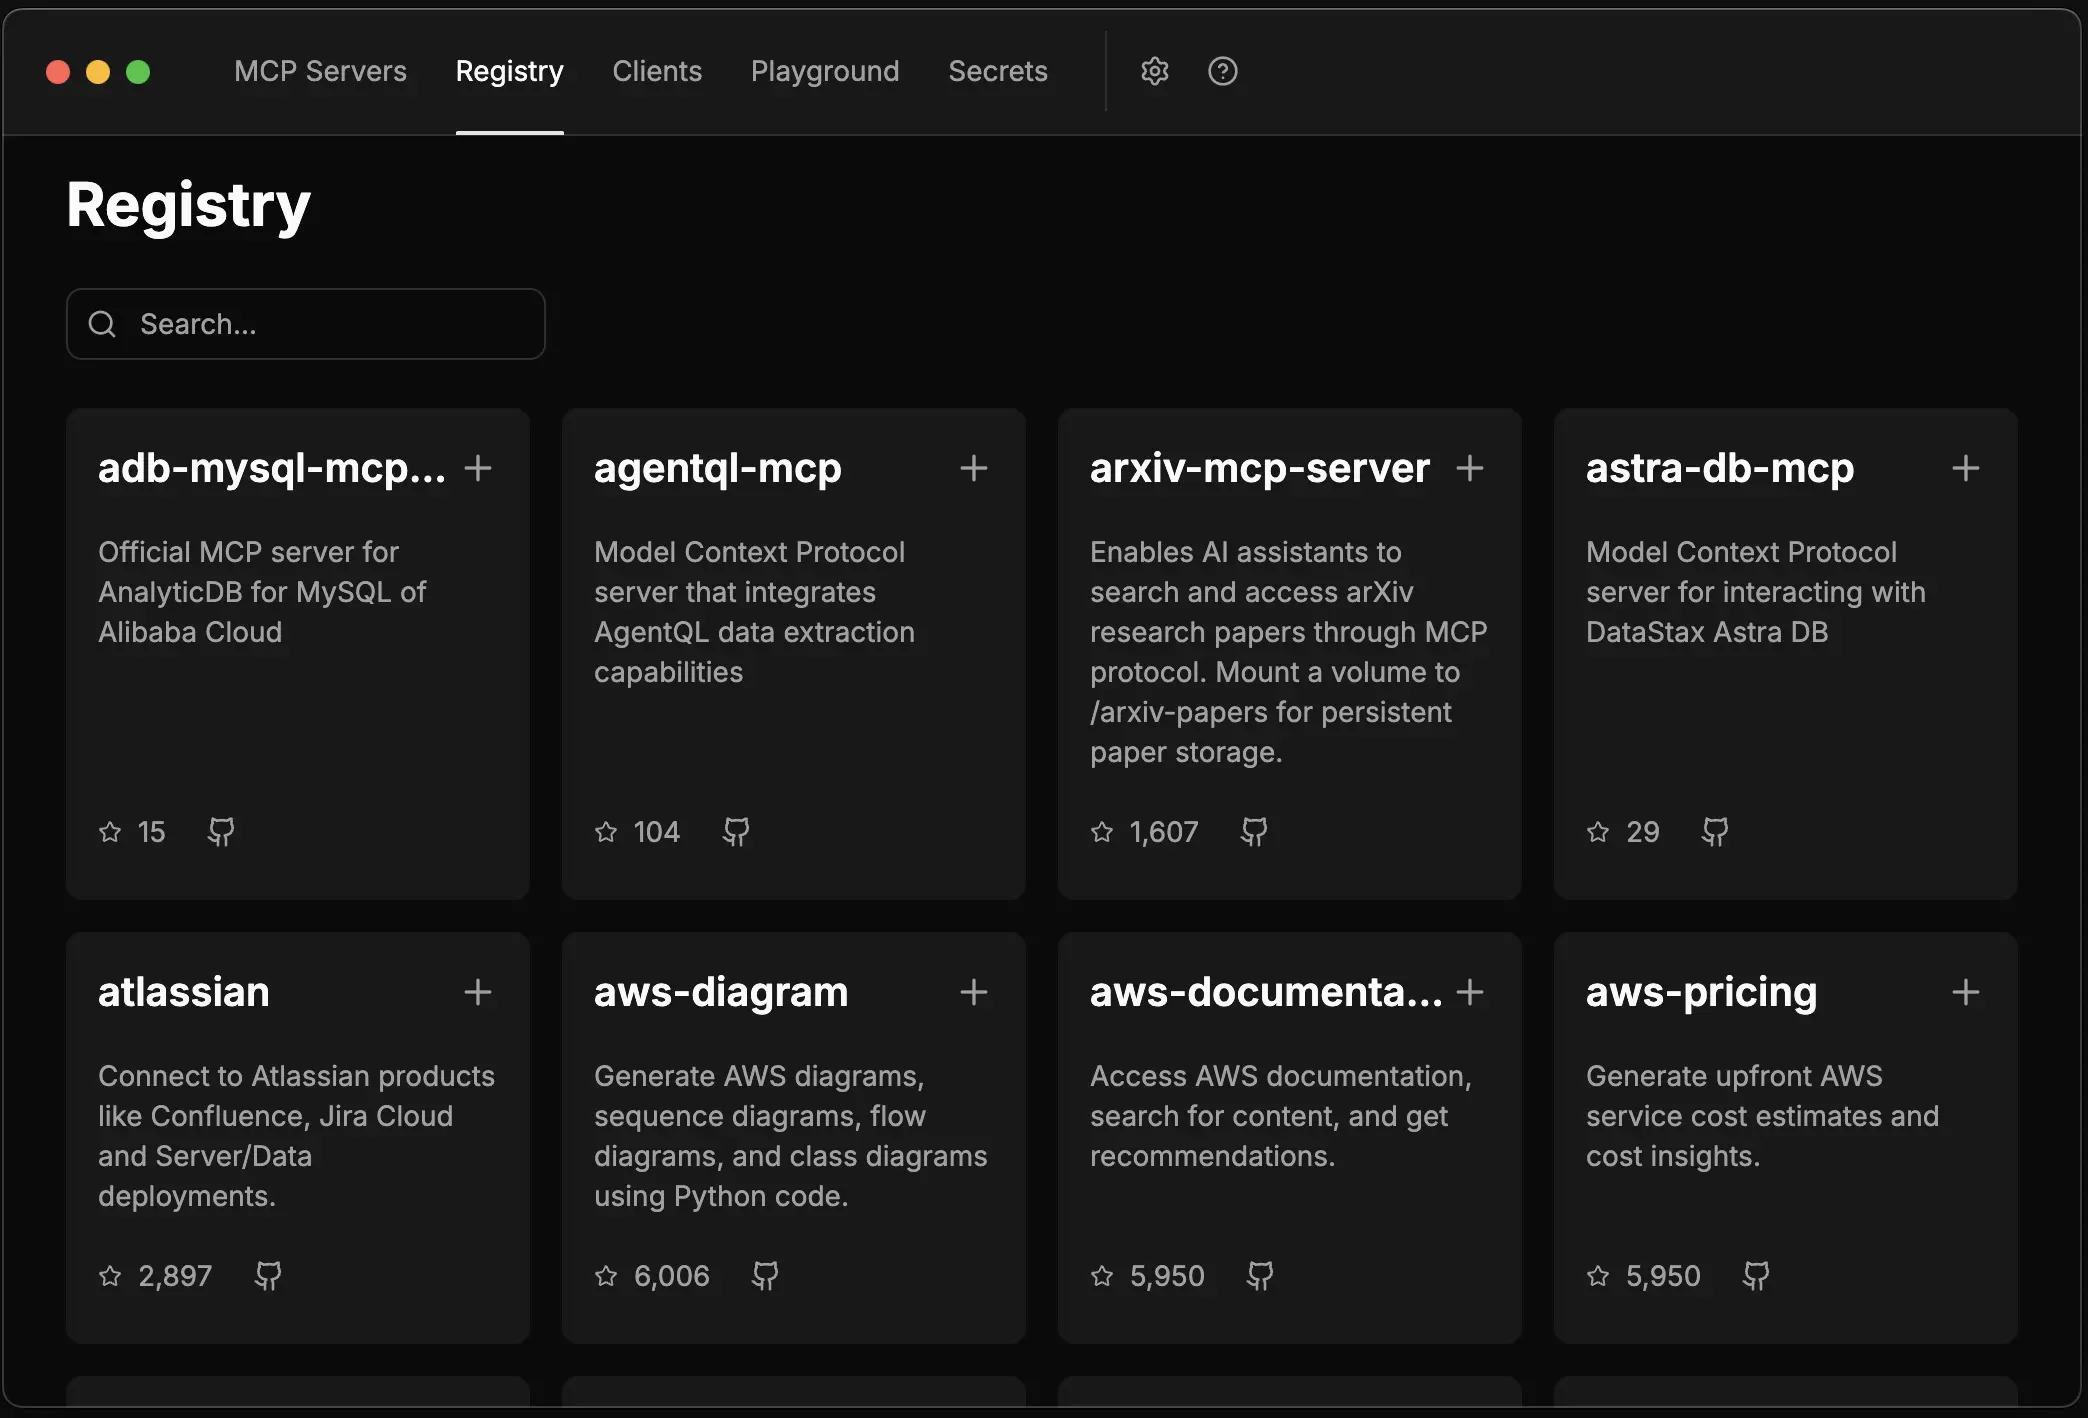 MCP Servers Registry Clients Playground Secrets
Registry
Search...
adb-mysql-mcp...
Official MCP server for
AnalyticDB for MySQL of
Alibaba Cloud
15
agentql-mcp
Model Context Protocol
server that integrates
AgentQL data extraction
capabilities
104
arxiv-mcp-server
Enables AI assistants to
search and access arXiv
research papers through MCP
protocol. Mount a volume to
/arxiv-papers for persistent
paper storage.
1,607
astra-db-mcp
Model Context Protocol
server for interacting with
DataStax Astra DB
29
atlassian
Connect to Atlassian products
like Confluence, Jira Cloud
and Server/Data
deployments.
2,897
aws-diagram
Generate AWS diagrams,
sequence diagrams, flow
diagrams, and class diagrams
using Python code.
6,006
aws-documenta...
Access AWS documentation,
search for content, and get
recommendations.
5,950
aws-pricing
Generate upfront AWS
service cost estimates and
cost insights.
5,950